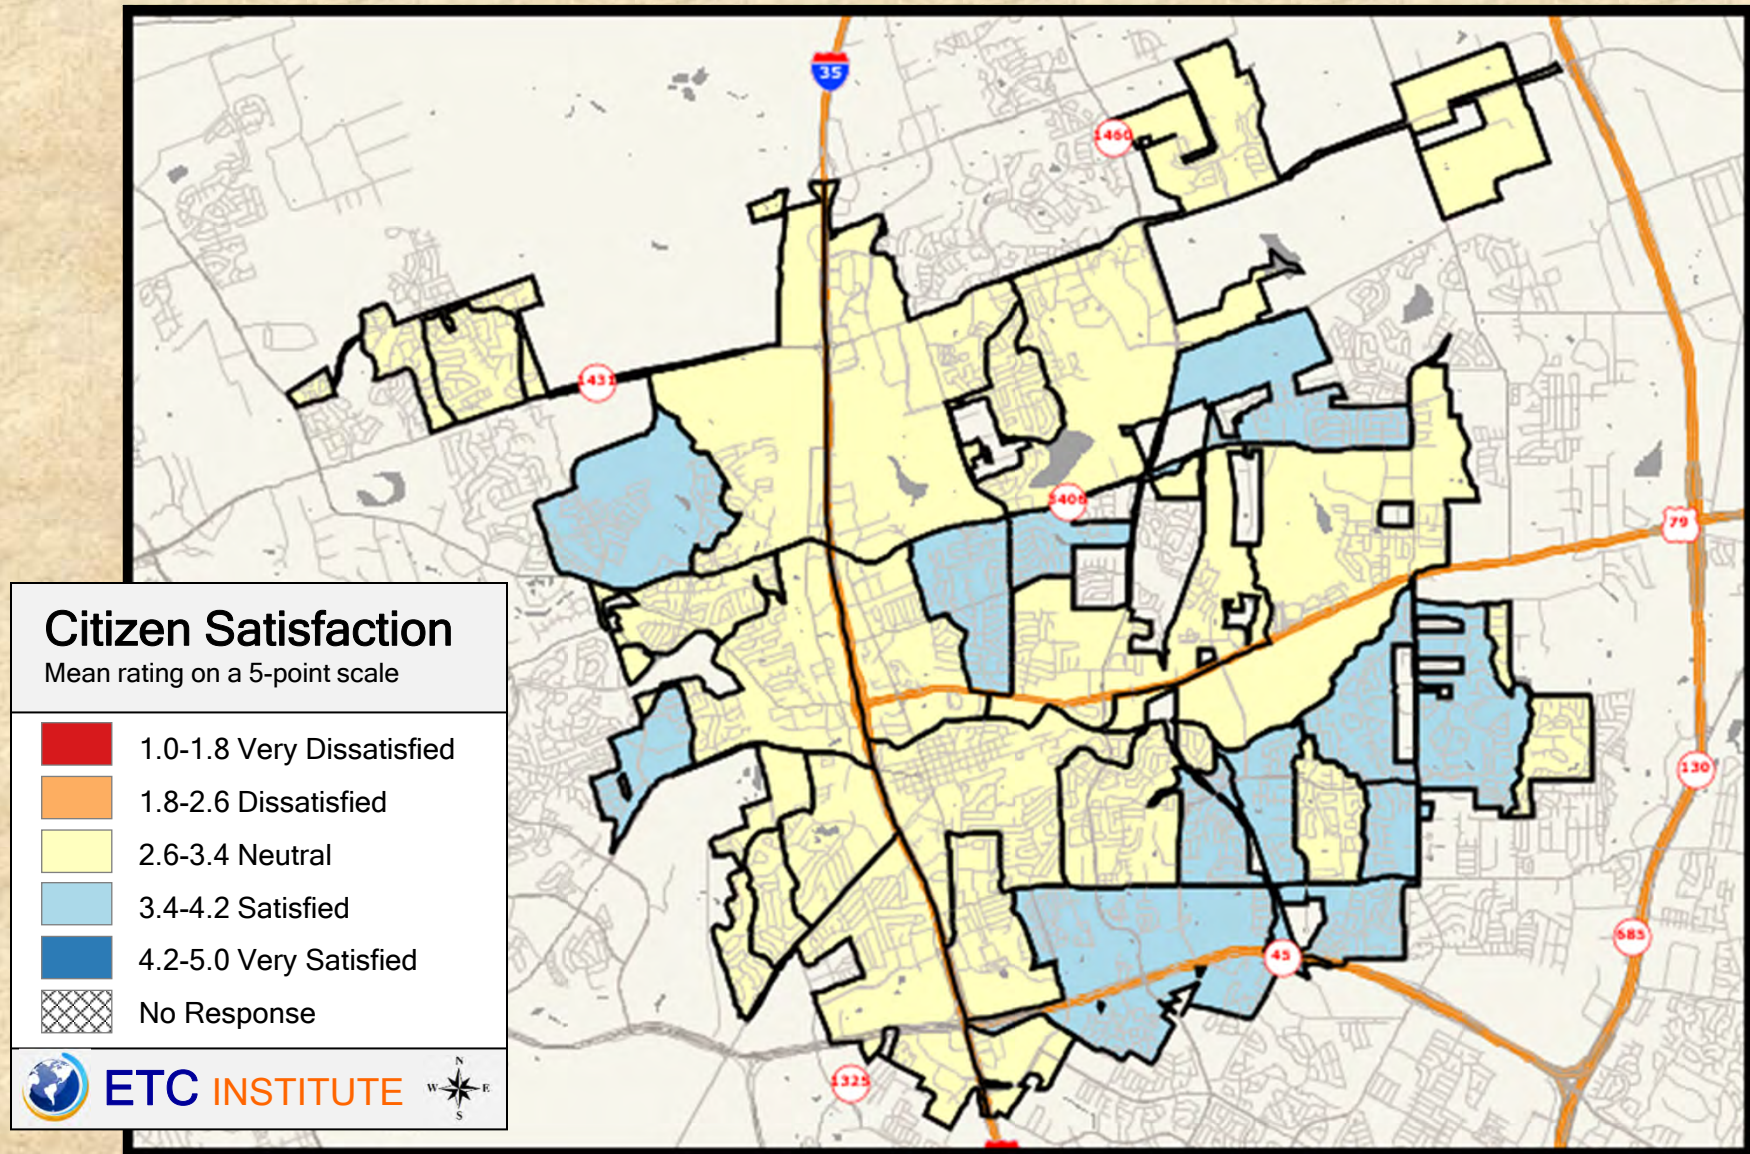 35
1460
1431
3406
79
Citizen Satisfaction
Mean rating on a 5-point scale
1.0-1.8 Very Dissatisfied
1.8-2.6 Dissatisfied
2.6-3.4 Neutral
3.4-4.2 Satisfied
4.2-5.0 Very Satisfied
No Response
130
685
45
1325
ETC INSTITUTE
N
W E
S